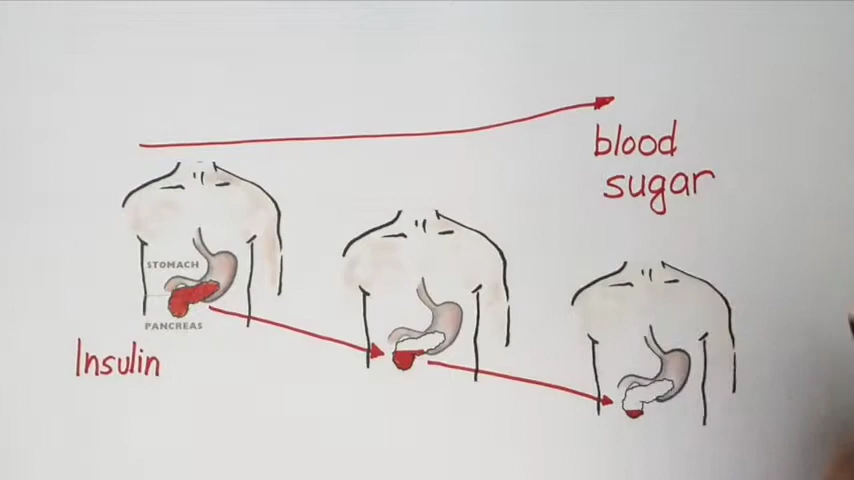 blood
sugar
STOMACH
PANCREAS
Insulin